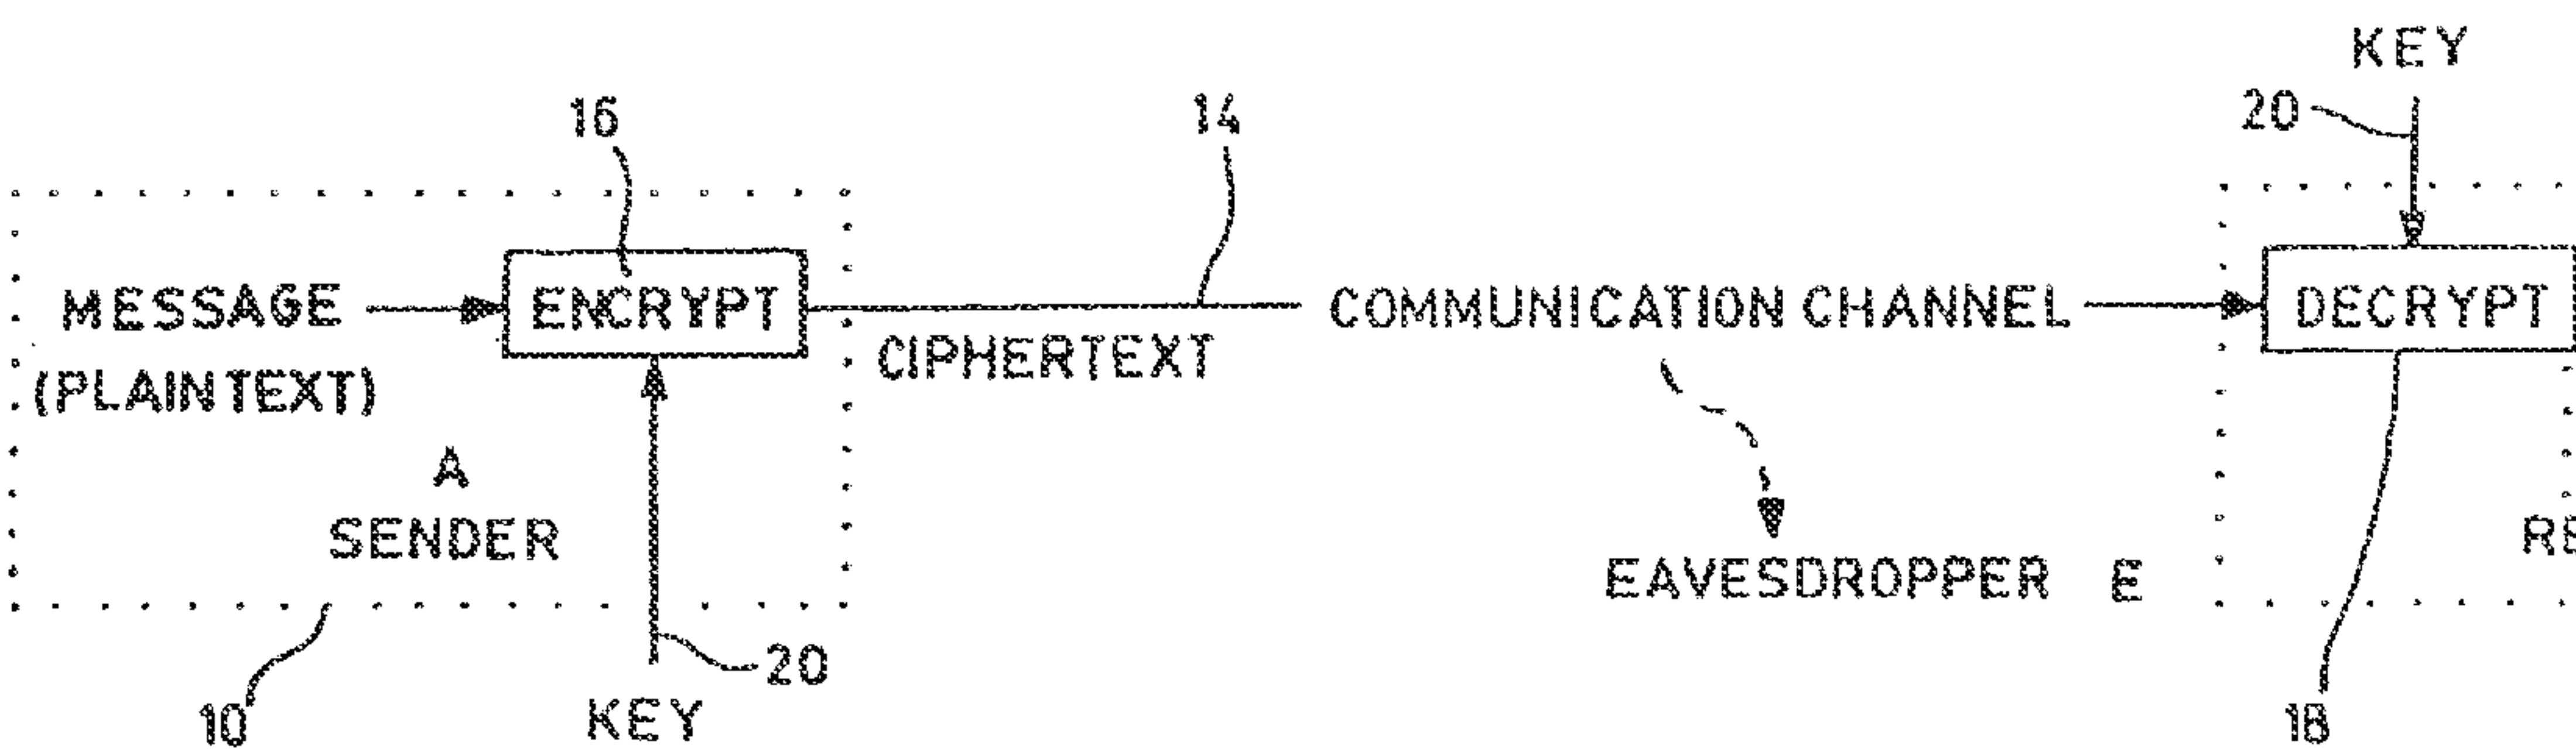 KEY
16
14
20
MESSAGE
ENCRYPT
COMMUNICATION CHANNEL
DECRYPT
(PLAINTEXT)
CIPHERTEXT
A
SENDER
EAVESDROPPER E
20
10
KEY
18